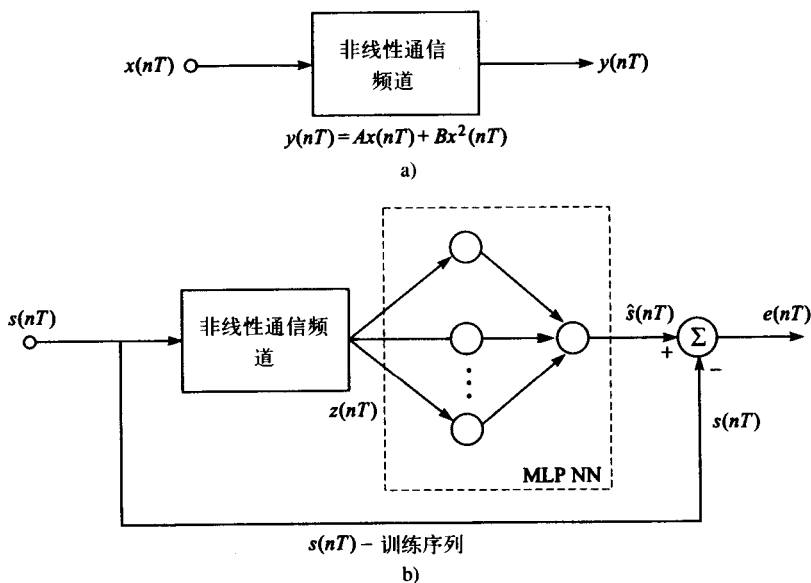 非线性通信
频道
x(nT)
y(nT)
y(nT)=Ax(nT)+Bx²(nT)
a)
s(nT)
非线性通信频
道
z(nT)
ŝ(nT)
e(nT)
Σ
+
−
s(nT)
MLP NN
s(nT)－训练序列
b)